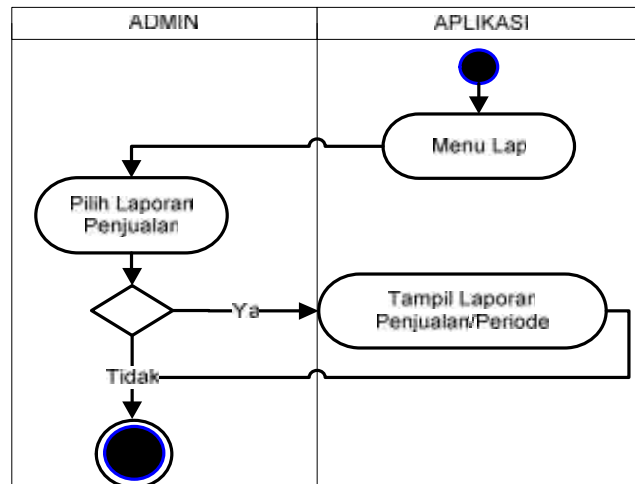 ADMIN
APLIKASI
Menu Lap
Pilih Laporan
Penjualan
Ya
Tampil Laporan
Penjualan/Periode
Tidak